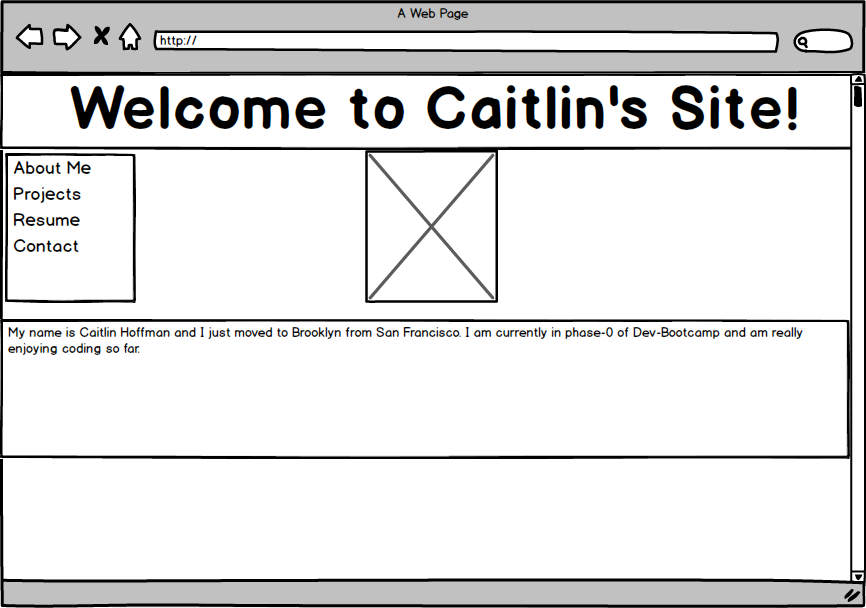 A Web Page
http://
Welcome to Caitlin's Site!
About Me
Projects
Resume
Contact
My name is Caitlin Hoffman and I just moved to Brooklyn from San Francisco. I am currently in phase-0 of Dev-Bootcamp and am really
enjoying coding so far.